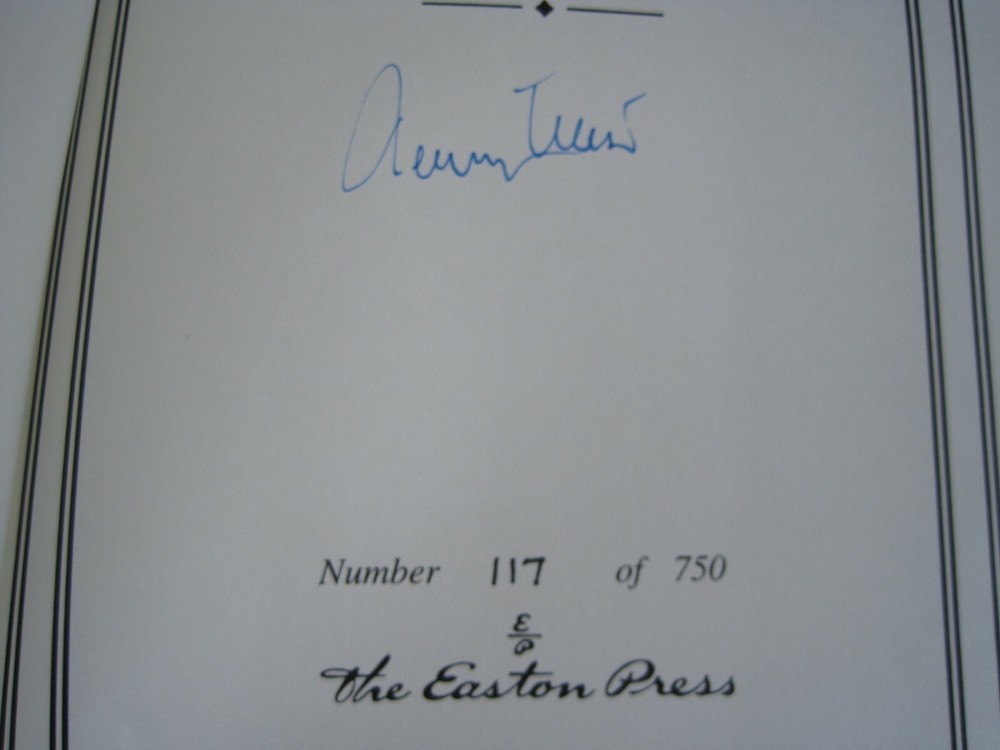 Number 117 of 750
E
P
The Easton Press